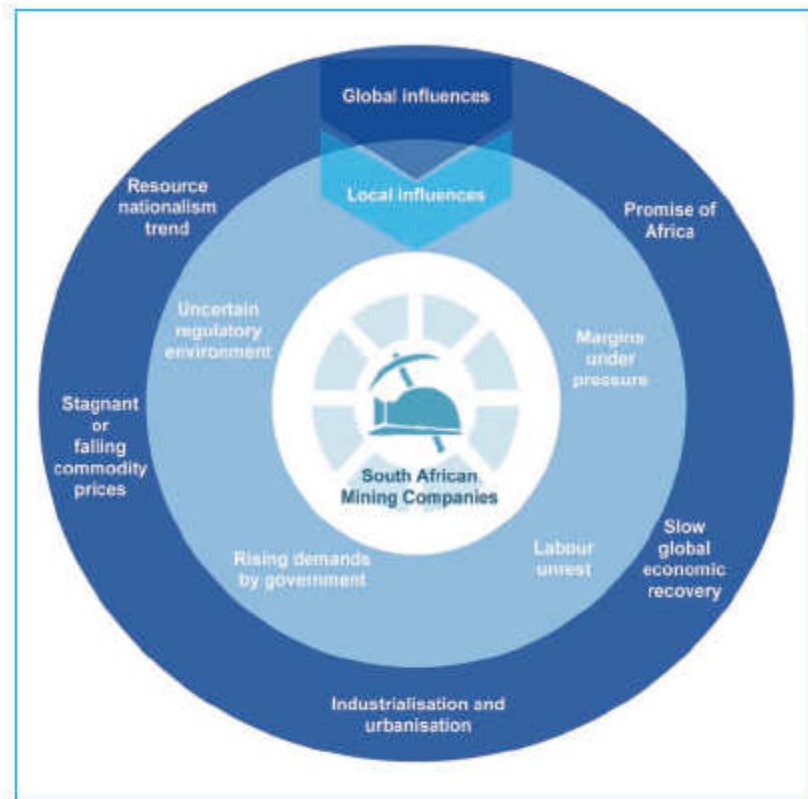 Global influences
Local influences
Resource
nationalism
trend
Promise of
Africa
Uncertain
regulatory
environment
Margins
under
pressure
Stagnant
or
falling
commodity
prices
South African
Mining Companies
Slow
global
economic
recovery
Rising demands
by government
Labour
unrest
Industrialisation and
urbanisation